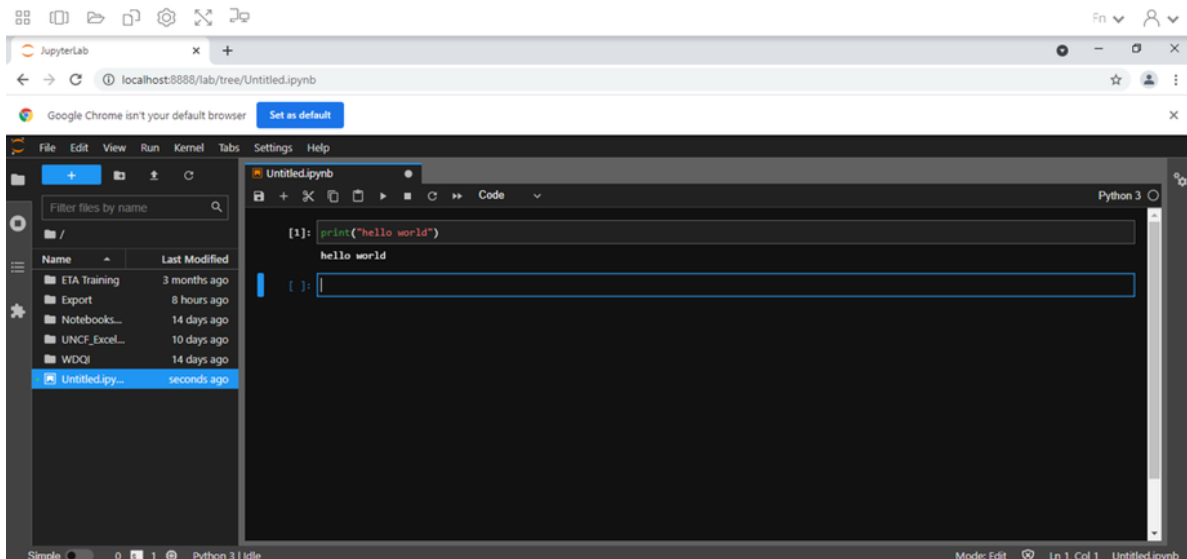 Fn
JupyterLab
localhost:8888/lab/tree/Untitled.ipynb
Google Chrome isn't your default browser Set as default
File Edit View Run Kernel Tabs Settings Help
Untitled.ipynb
Code Python 3
Filter files by name
/
Name Last Modified
ETA Training 3 months ago
Export 8 hours ago
Notebooks... 14 days ago
UNCF_Excel... 10 days ago
WDQI 14 days ago
Untitled.ipy... seconds ago
[1]: print("hello world")
hello world
[ ]:
Simple 0 1 Python 3 | Idle Mode: Edit Ln 1, Col 1 Untitled.ipynb